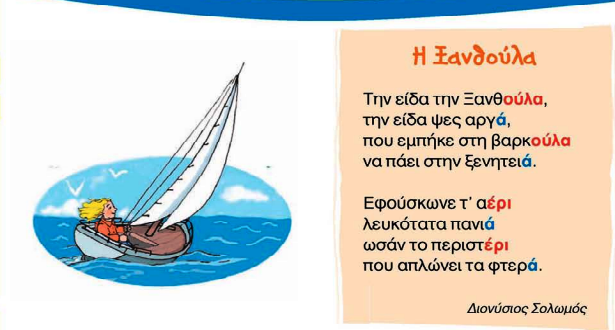 Η Ξανθούλα
Την είδα την Ξανθούλα,
την είδα ψες αργά,
που εμπήκε στη βαρκούλα
να πάει στην ξενητειά.
Εφούσκωνε τ' αέρι
λευκότατα πανιά
ωσάν το περιστέρι
που απλώνει τα φτερά.
Διονύσιος Σολωμός